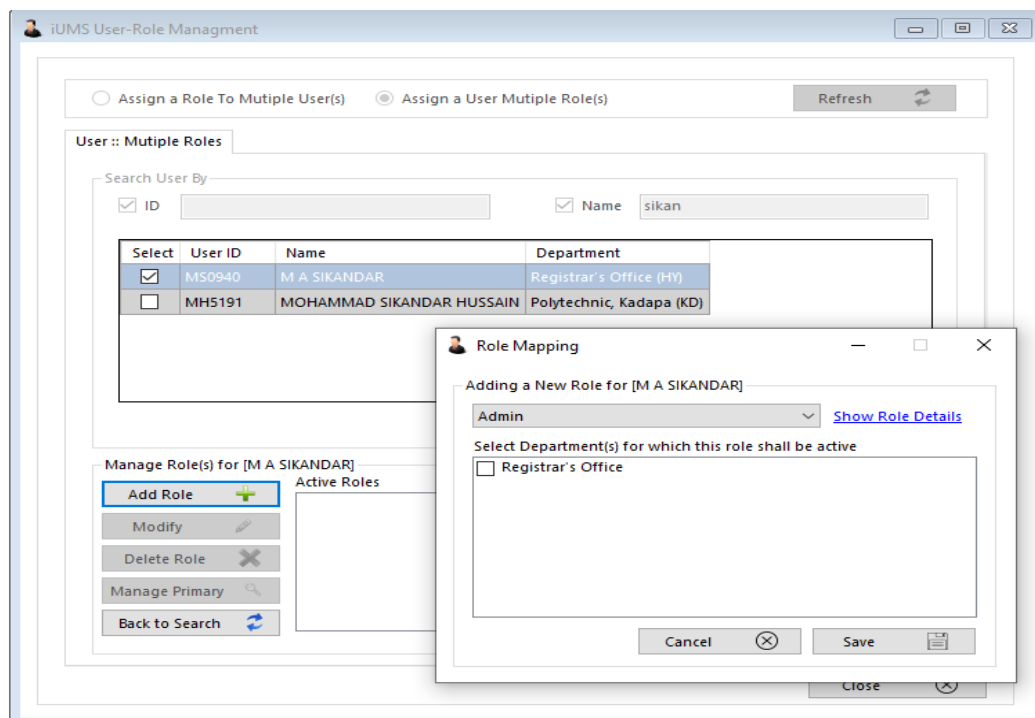 iUMS User-Role Managment
Assign a Role To Mutiple User(s) Assign a User Mutiple Role(s) Refresh
User :: Mutiple Roles
Search User By
ID Name sikan
Select User ID Name Department
MS0940 M A SIKANDAR Registrar's Office (HY)
MH5191 MOHAMMAD SIKANDAR HUSSAIN Polytechnic, Kadapa (KD)
Role Mapping
Adding a New Role for [M A SIKANDAR]
Admin Show Role Details
Select Department(s) for which this role shall be active
Registrar's Office
Cancel Save
Manage Role(s) for [M A SIKANDAR]
Active Roles
Add Role
Modify
Delete Role
Manage Primary
Back to Search
Close